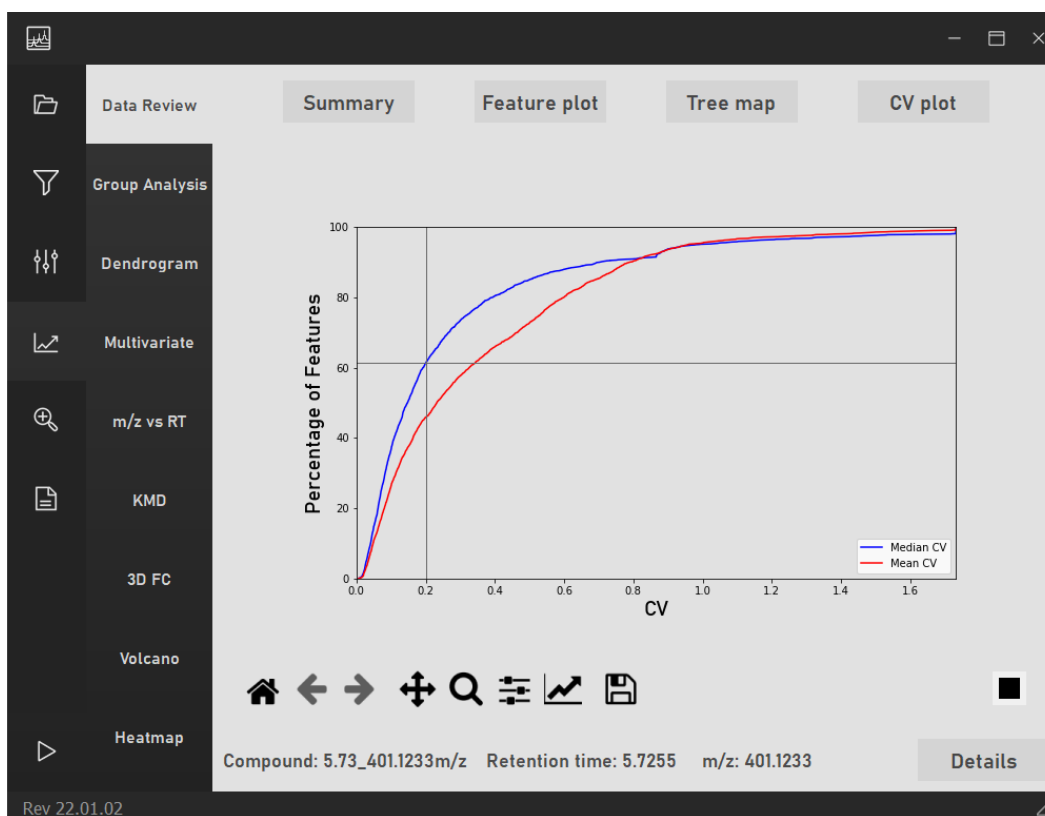 Data Review
Summary
Feature plot
Tree map
CV plot
Group Analysis
Dendrogram
Multivariate
m/z vs RT
KMD
3D FC
Volcano
Heatmap
Percentage of Features
100
80
60
40
20
0
0.0 0.2 0.4 0.6 0.8 1.0 1.2 1.4 1.6
CV
Median CV
Mean CV
Compound: 5.73_401.1233m/z Retention time: 5.7255 m/z: 401.1233
Details
Rev 22.01.02